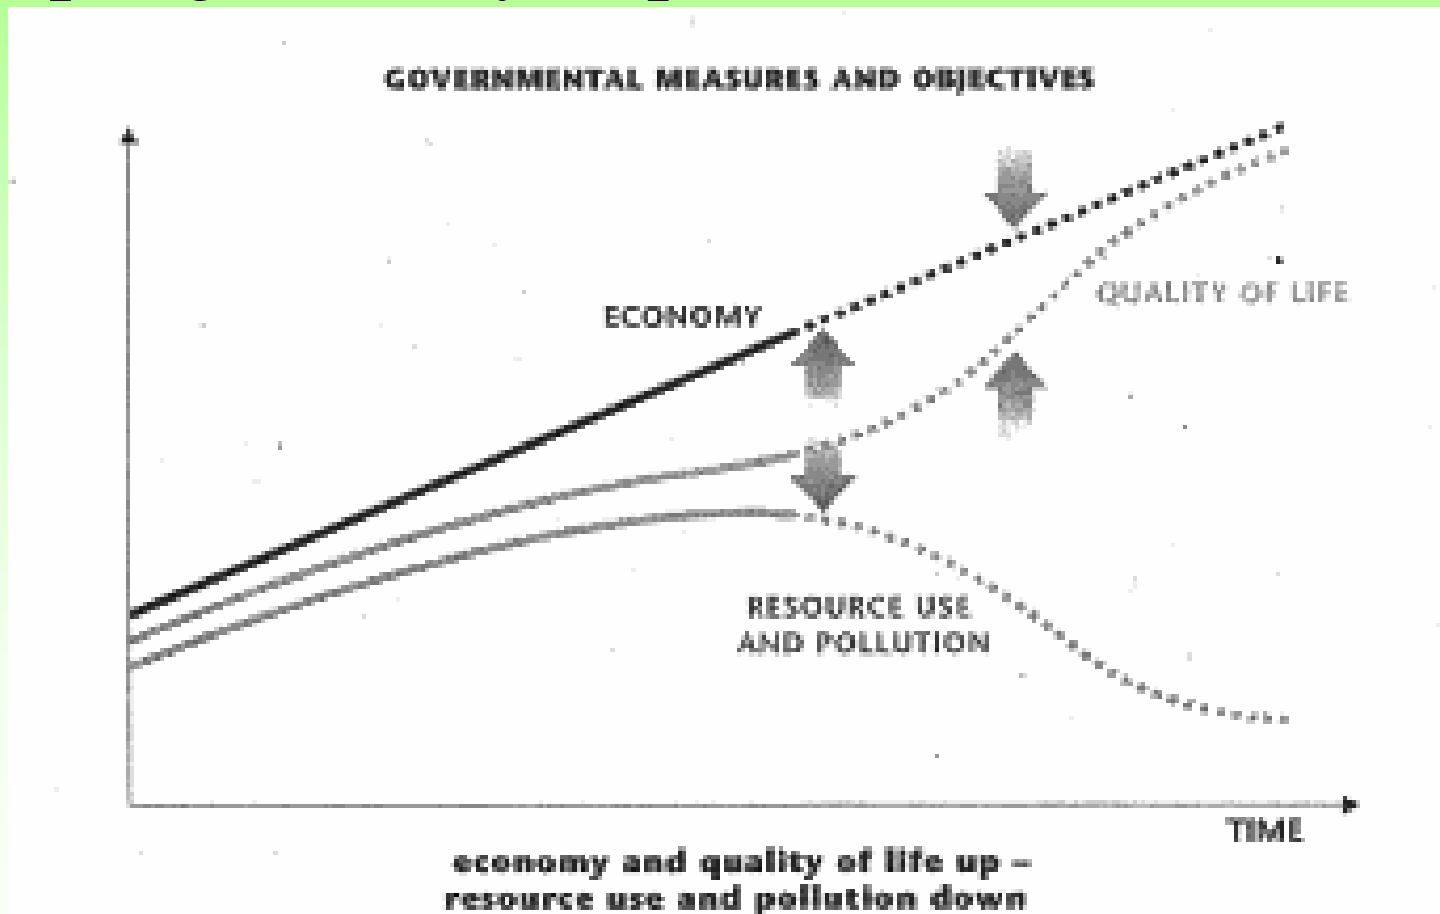 GOVERNMENTAL MEASURES AND OBJECTIVES
ECONOMY
QUALITY OF LIFE
RESOURCE USE
AND POLLUTION
TIME
economy and quality of life up –
resource use and pollution down